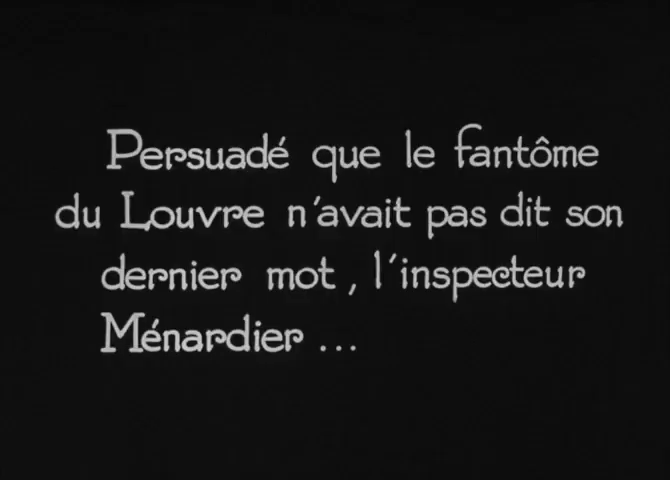 Persuadé que le fantôme
du Louvre n'avait pas dit son
dernier mot, l'inspecteur
Ménardier ...